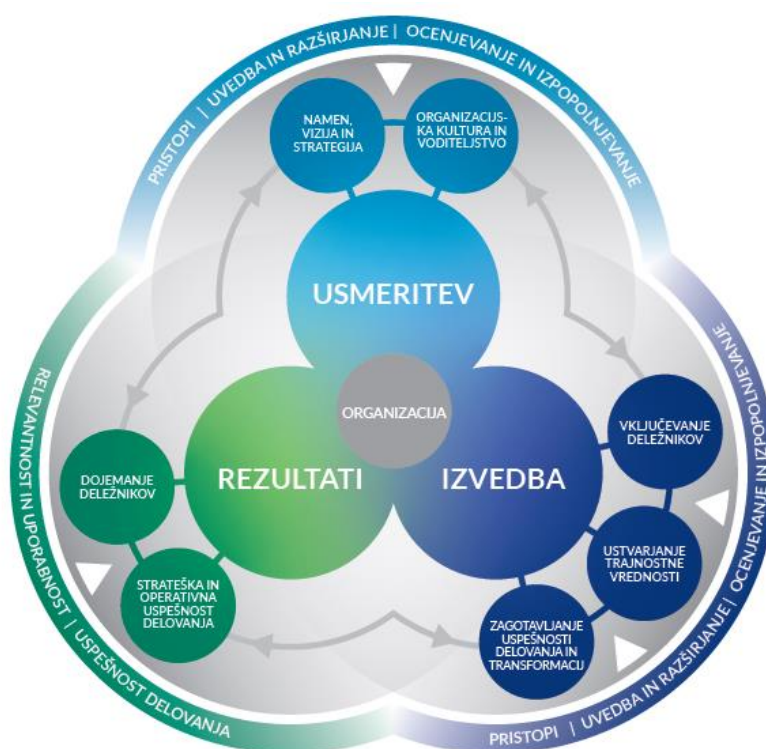 PRISTOPI | UVEDBA IN RAZŠIRJANJE | OCENJEVANJE IN IZPOPOLNJEVANJE
NAMEN,
VIZIJA IN
STRATEGIJA
ORGANIZACIJS-
KA KULTURA IN
VODITELJSTVO
USMERITEV
ORGANIZACIJA
REZULTATI
IZVEDBA
VKLJUČEVANJE
DELEŽNIKOV
USTVARJANJE
TRAJNOSTNE
VREDNOSTI
ZAGOTAVLJANJE
USPEŠNOSTI
DELOVANJA IN
TRANSFORMACIJ
DOJEMANJE
DELEŽNIKOV
STRATEŠKA IN
OPERATIVNA
USPEŠNOST
DELOVANJA
RELEVANTNOST IN UPORABNOST | USPEŠNOST DELOVANJA
PRISTOPI | UVEDBA IN RAZŠIRJANJE | OCENJEVANJE IN IZPOPOLNJEVANJE